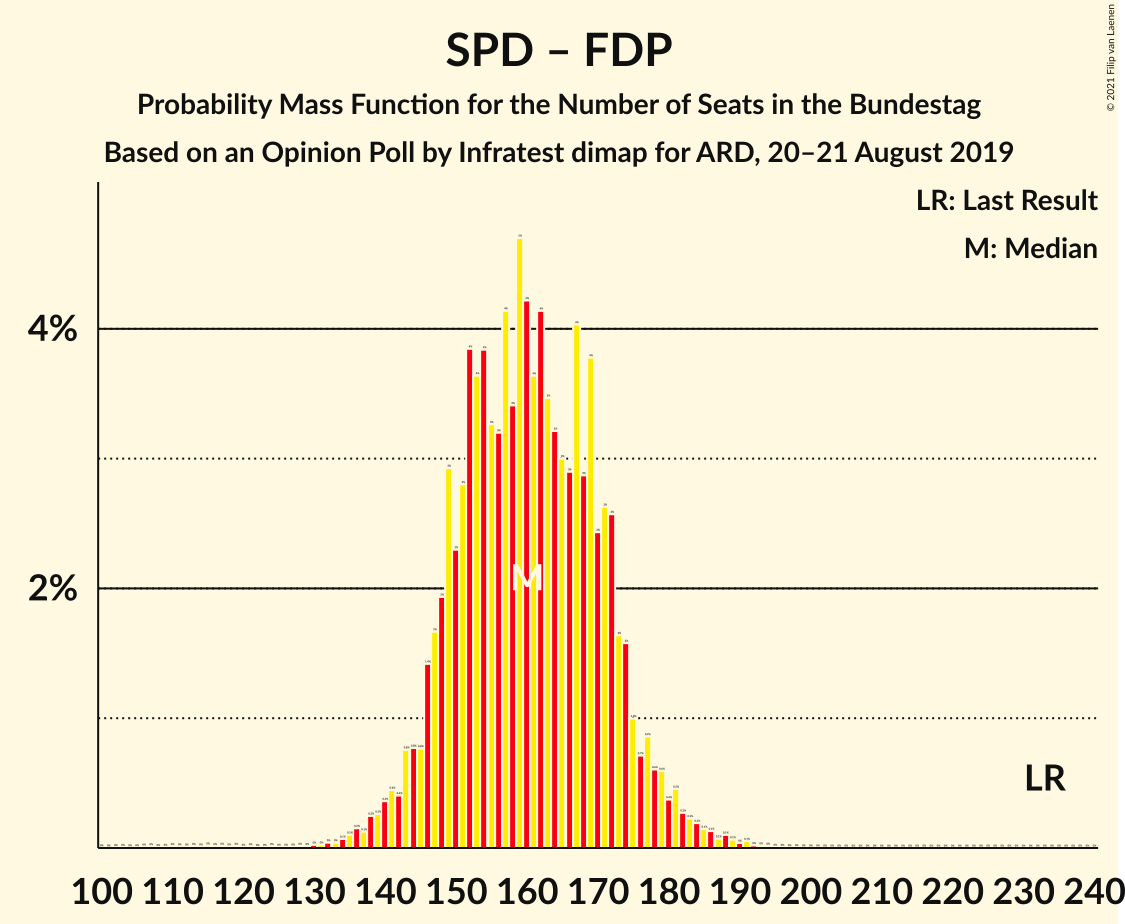 SPD – FDP
Probability Mass Function for the Number of Seats in the Bundestag
Based on an Opinion Poll by Infratest dimap for ARD, 20–21 August 2019
© 2021 Filip van Laenen
LR: Last Result
M: Median
4%
2%
M
LR
100 110 120 130 140 150 160 170 180 190 200 210 220 230 240